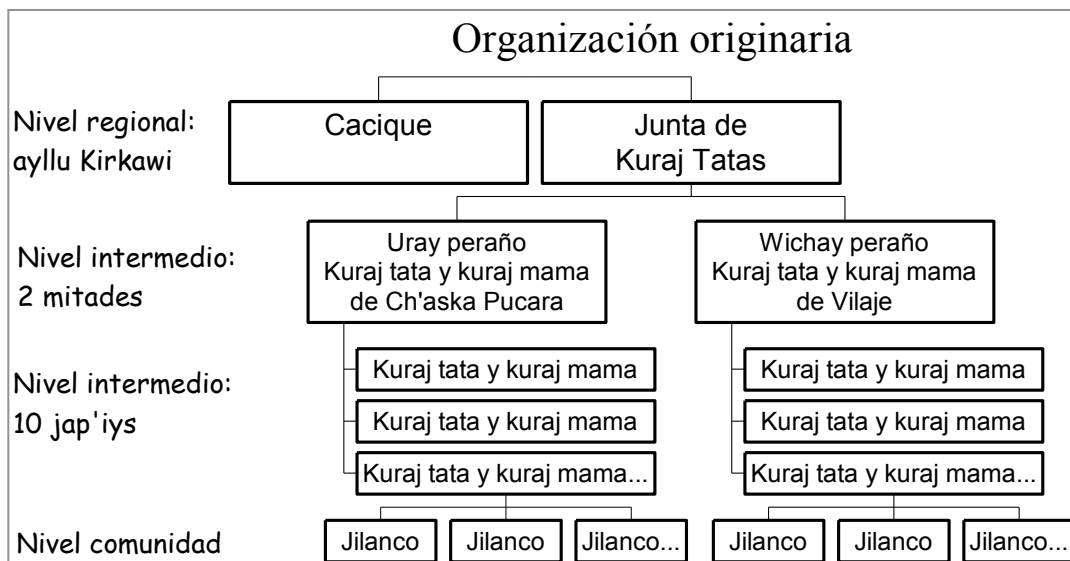 Organización originaria
Nivel regional:
ayllu Kirkawi
Cacique
Junta de
Kuraj Tatas
Nivel intermedio:
2 mitades
Uray peraño
Kuraj tata y kuraj mama
de Ch'aska Pucara
Wichay peraño
Kuraj tata y kuraj mama
de Vilaje
Nivel intermedio:
10 jap'iys
Kuraj tata y kuraj mama
Kuraj tata y kuraj mama
Kuraj tata y kuraj mama...
Kuraj tata y kuraj mama
Kuraj tata y kuraj mama
Kuraj tata y kuraj mama...
Nivel comunidad
Jilanco
Jilanco
Jilanco...
Jilanco
Jilanco
Jilanco...